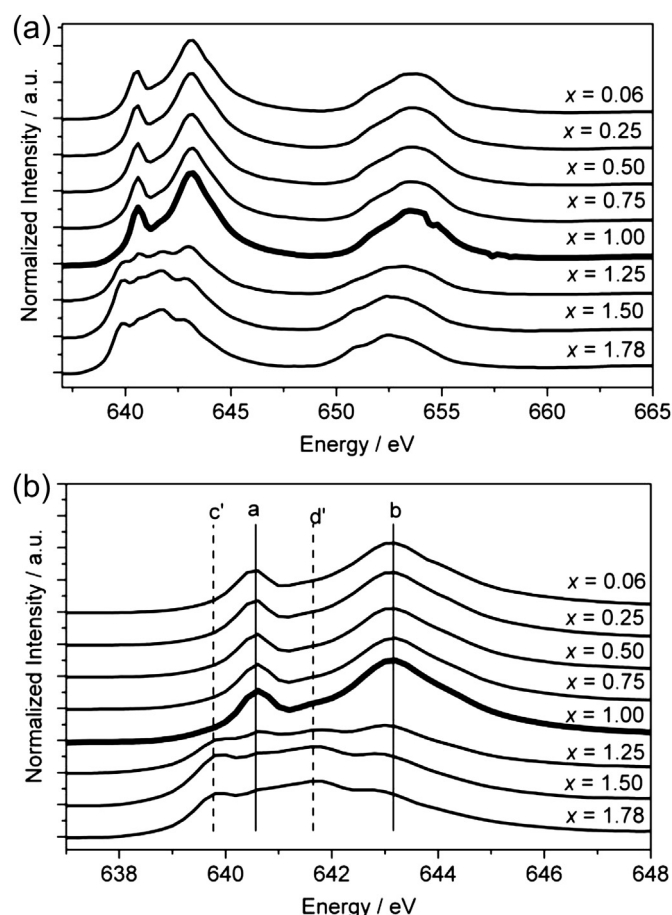 (a)
Normalized Intensity / a.u.
x = 0.06
x = 0.25
x = 0.50
x = 0.75
x = 1.00
x = 1.25
x = 1.50
x = 1.78
640 645 650 655 660 665
Energy / eV
(b)
Normalized Intensity / a.u.
c' a d' b
x = 0.06
x = 0.25
x = 0.50
x = 0.75
x = 1.00
x = 1.25
x = 1.50
x = 1.78
638 640 642 644 646 648
Energy / eV